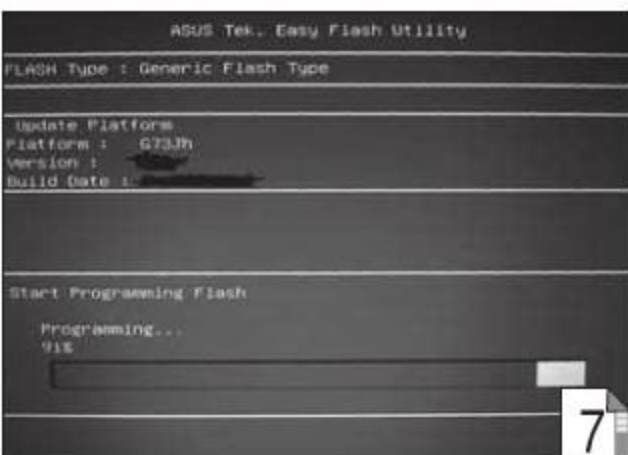 ASUS Tek. Easy Flash Utility
FLASH Type : Generic Flash Type
Update Platform
Platform : G73Jh
Version :
Build Date :
Start Programming Flash
Programming...
91%
7